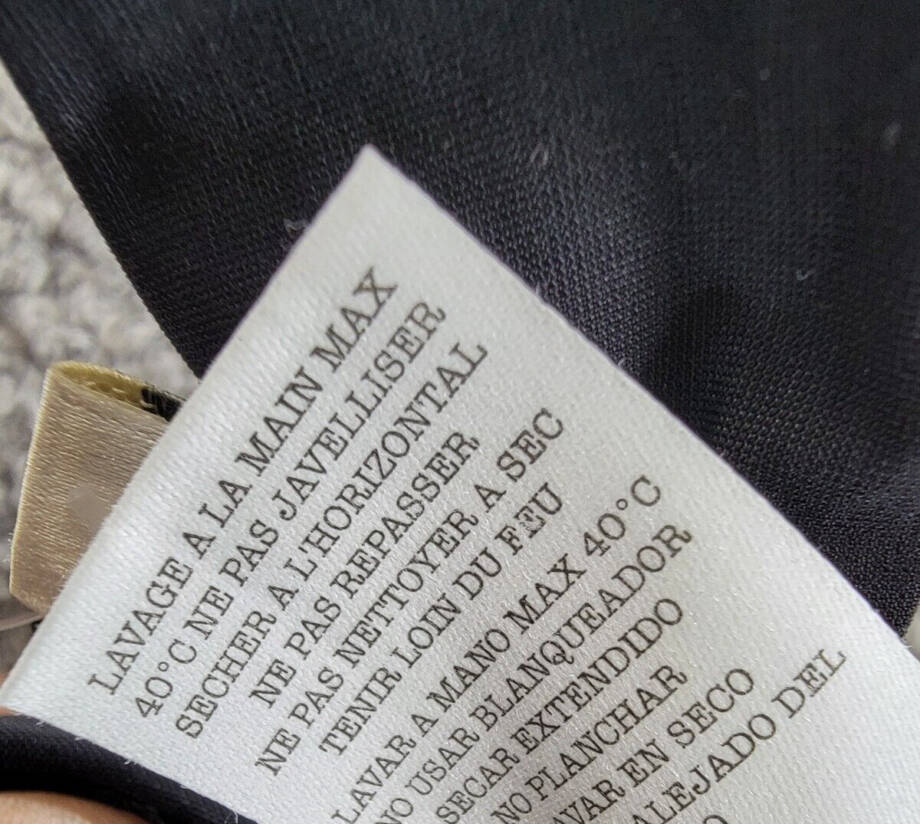 LAVAGE A LA MAIN MAX
40°C NE PAS JAVELLISER
SECHER A L'HORIZONTAL
NE PAS REPASSER
NE PAS NETTOYER A SEC
TENIR LOIN DU FEU
LAVAR A MANO MAX 40°C
NO USAR BLANQUEADOR
SECAR EXTENDIDO
NO PLANCHAR
AVAR EN SECO
ALEJADO DEL